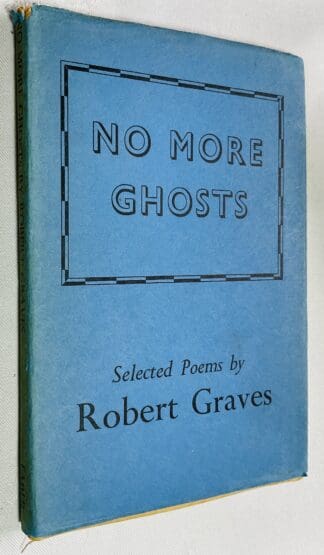 NO MORE
GHOSTS
Selected Poems by
Robert Graves